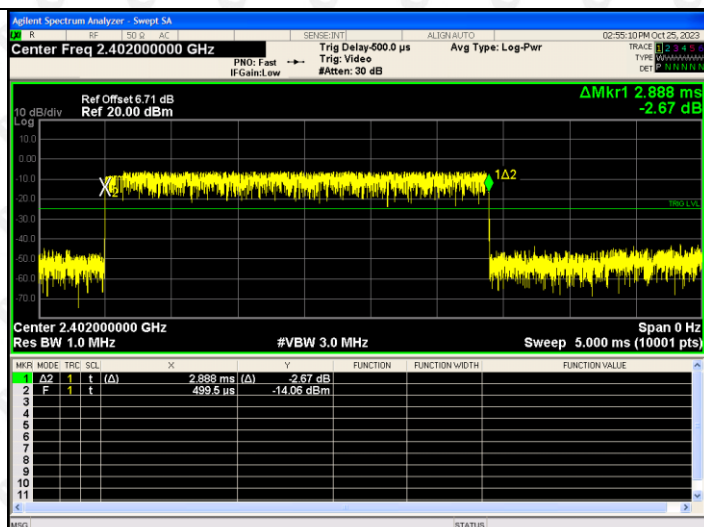 Agilent Spectrum Analyzer - Swept SA
R RF 50 Ω AC SENSE:INT ALIGN AUTO 02:55:10 PM Oct 25, 2023
Center Freq 2.402000000 GHz
Trig Delay-500.0 µs Avg Type: Log-Pwr TRACE 1 2 3 4 5 6
PNO: Fast Trig: Video TYPE
IFGain:Low #Atten: 30 dB DET P N N N N N
ΔMkr1 2.888 ms
-2.67 dB
Ref Offset 6.71 dB
10 dB/div Ref 20.00 dBm
Log
10.0
0.00
-10.0
1Δ2
2
-20.0
TRIG LVL
-30.0
-40.0
-50.0
-60.0
-70.0
Center 2.402000000 GHz Span 0 Hz
Res BW 1.0 MHz #VBW 3.0 MHz Sweep 5.000 ms (10001 pts)
MKR MODE TRC SCL X Y FUNCTION FUNCTION WIDTH FUNCTION VALUE
1 Δ2 1 t (Δ) 2.888 ms (Δ) -2.67 dB
2 F 1 t 499.5 µs -14.06 dBm
3
4
5
6
7
8
9
10
11
MSG STATUS